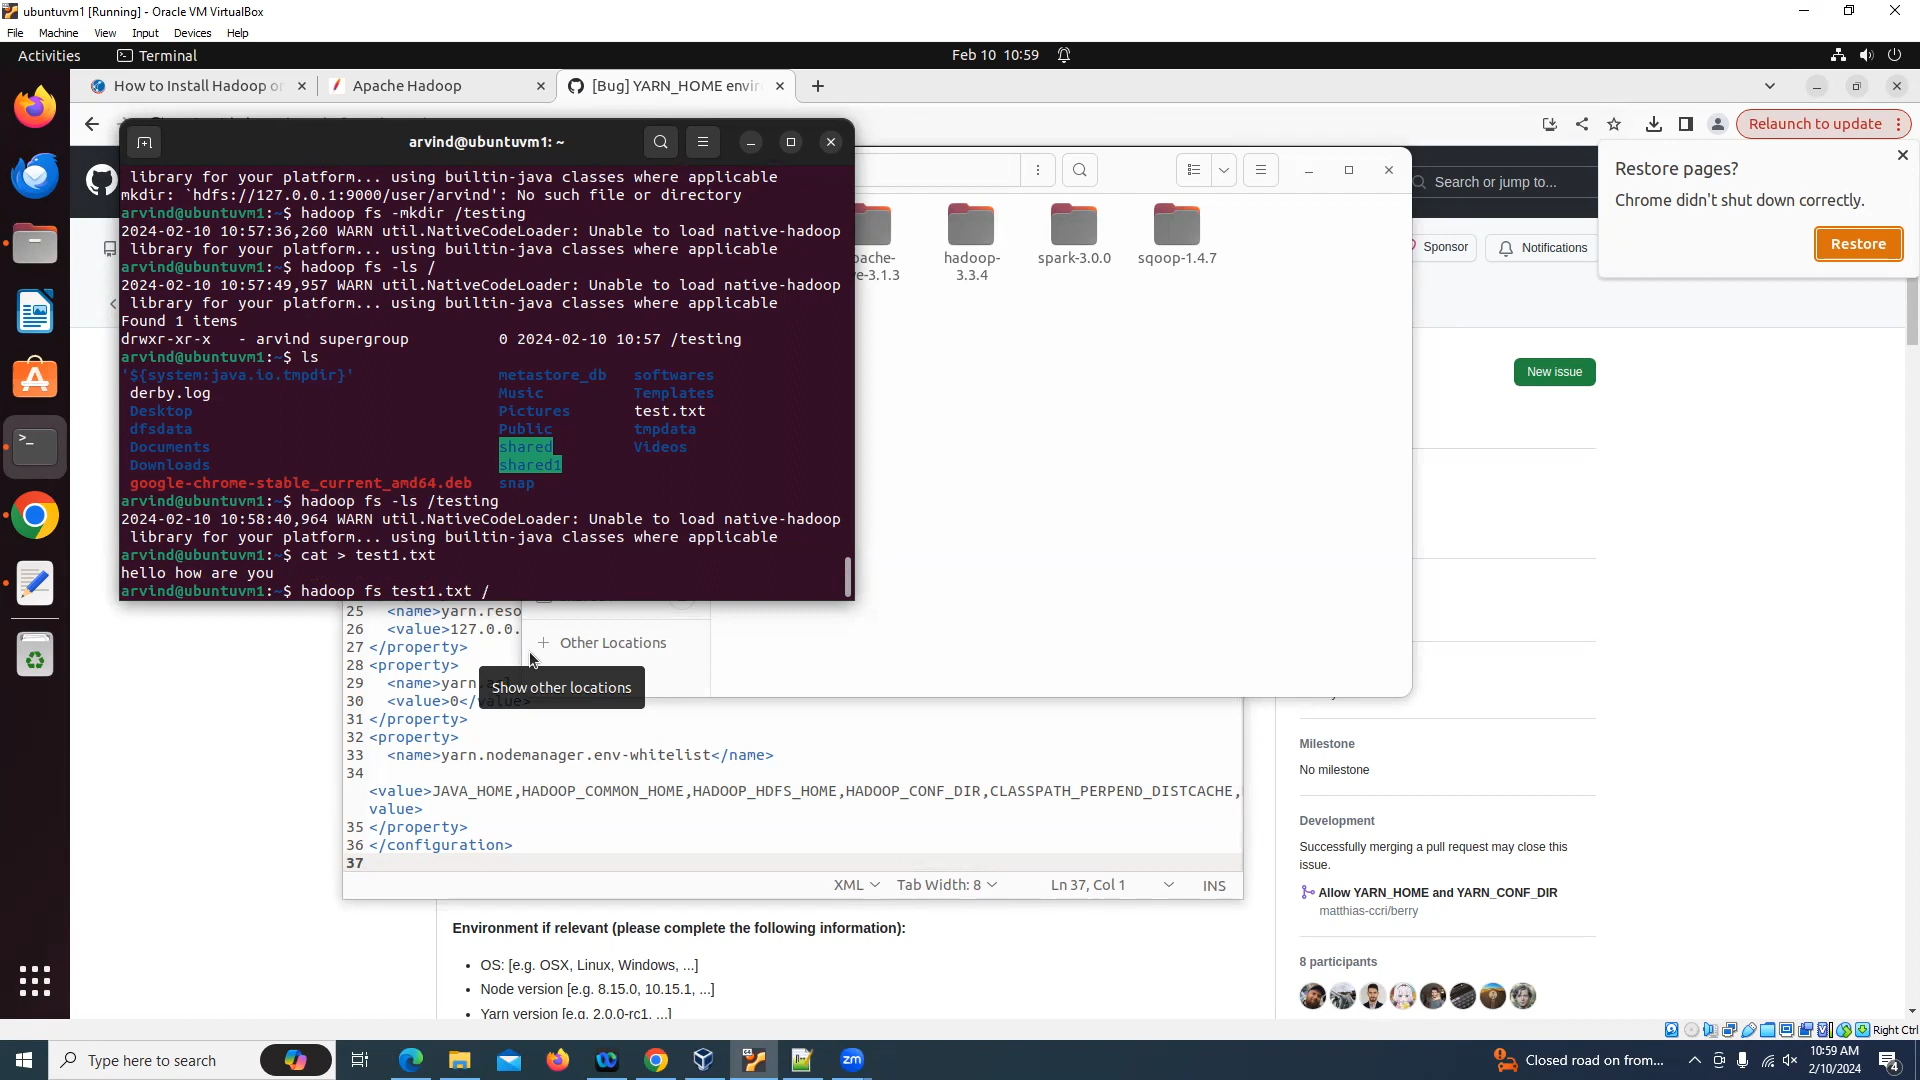 ubuntuvm1 [Running] - Oracle VM VirtualBox
File Machine View Input Devices Help
Activities Terminal Feb 10 10:59
How to Install Hadoop or Apache Hadoop [Bug] YARN_HOME envir
Relaunch to update
arvind@ubuntuvm1: ~
library for your platform... using builtin-java classes where applicable
mkdir: `hdfs://127.0.0.1:9000/user/arvind': No such file or directory
arvind@ubuntuvm1:~$ hadoop fs -mkdir /testing
2024-02-10 10:57:36,260 WARN util.NativeCodeLoader: Unable to load native-hadoop
library for your platform... using builtin-java classes where applicable
arvind@ubuntuvm1:~$ hadoop fs -ls /
2024-02-10 10:57:49,957 WARN util.NativeCodeLoader: Unable to load native-hadoop
library for your platform... using builtin-java classes where applicable
Found 1 items
drwxr-xr-x - arvind supergroup 0 2024-02-10 10:57 /testing
arvind@ubuntuvm1:~$ ls
'${system:java.io.tmpdir}' metastore_db softwares
derby.log Music Templates
Desktop Pictures test.txt
dfsdata Public tmpdata
Documents shared Videos
Downloads shared1
google-chrome-stable_current_amd64.deb snap
arvind@ubuntuvm1:~$ hadoop fs -ls /testing
2024-02-10 10:58:40,964 WARN util.NativeCodeLoader: Unable to load native-hadoop
library for your platform... using builtin-java classes where applicable
arvind@ubuntuvm1:~$ cat > test1.txt
hello how are you
arvind@ubuntuvm1:~$ hadoop fs test1.txt /
pache- hadoop- spark-3.0.0 sqoop-1.4.7
e-3.1.3 3.3.4
Other Locations
Show other locations
Search or jump to...
Restore pages?
Chrome didn't shut down correctly.
Restore
Sponsor Notifications
New issue
25 <name>yarn.reso
26 <value>127.0.0.
27 </property>
28 <property>
29 <name>yarn.
30 <value>0</value>
31 </property>
32 <property>
33 <name>yarn.nodemanager.env-whitelist</name>
34
<value>JAVA_HOME,HADOOP_COMMON_HOME,HADOOP_HDFS_HOME,HADOOP_CONF_DIR,CLASSPATH_PERPEND_DISTCACHE,
value>
35 </property>
36 </configuration>
37
XML Tab Width: 8 Ln 37, Col 1 INS
Milestone
No milestone
Development
Successfully merging a pull request may close this
issue.
Allow YARN_HOME and YARN_CONF_DIR
matthias-ccri/berry
8 participants
Environment if relevant (please complete the following information):
• OS: [e.g. OSX, Linux, Windows, ...]
• Node version [e.g. 8.15.0, 10.15.1, ...]
• Yarn version [e.g. 2.0.0-rc1, ...]
Right Ctrl
Type here to search
zm
Closed road on from...
10:59 AM
2/10/2024
4